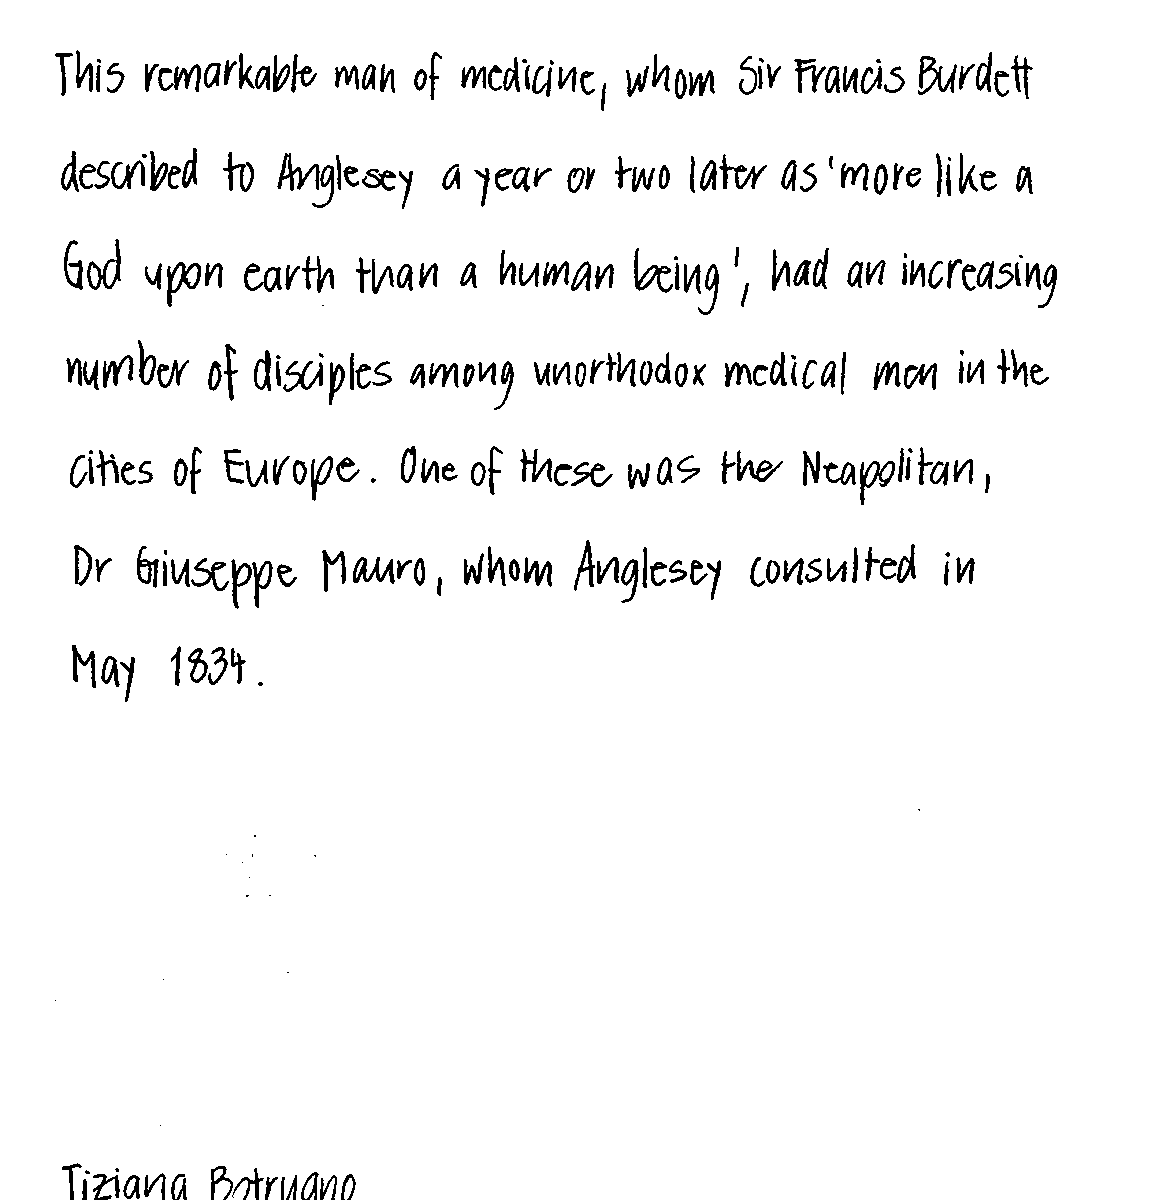 This remarkable man of medicine, whom Sir Francis Burdett
described to Anglesey a year or two later as 'more like a
God upon earth than a human being', had an increasing
number of disciples among unorthodox medical men in the
cities of Europe. One of these was the Neapolitan,
Dr Giuseppe Mauro, whom Anglesey consulted in
May 1834.
Tiziana Botrugno